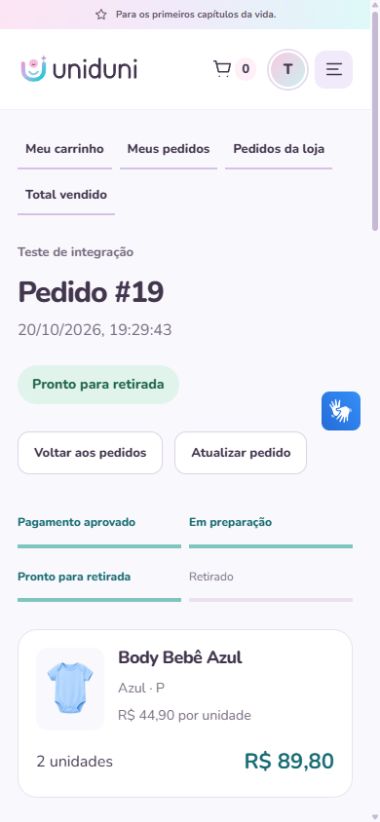 Para os primeiros capítulos da vida.
uniduni
0
T
Meu carrinho
Meus pedidos
Pedidos da loja
Total vendido
Teste de integração
Pedido #19
20/10/2026, 19:29:43
Pronto para retirada
Voltar aos pedidos
Atualizar pedido
Pagamento aprovado
Em preparação
Pronto para retirada
Retirado
Body Bebê Azul
Azul · P
R$ 44,90 por unidade
2 unidades
R$ 89,80